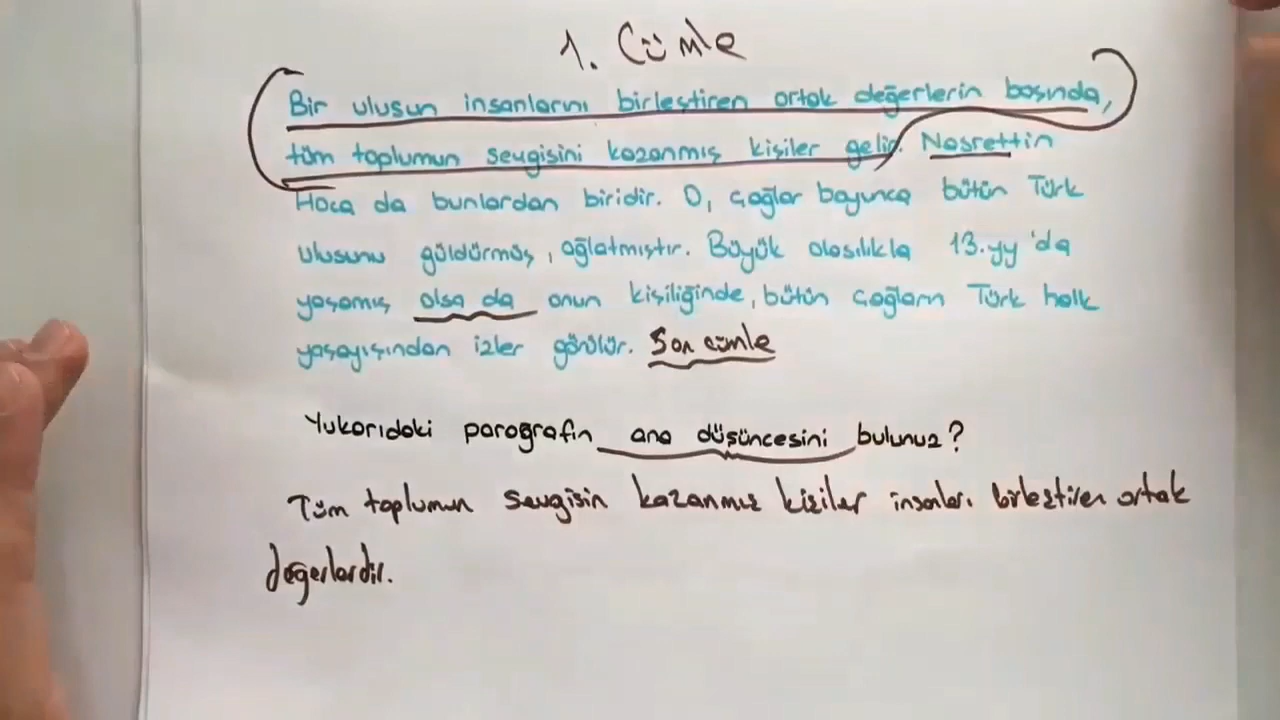 1. Cümle
Bir ulusun insanlarını birleştiren ortak değerlerin başında,
tüm toplumun sevgisini kazanmış kişiler gelir. Nasrettin
Hoca da bunlardan biridir. O, çağlar boyunca bütün Türk
ulusunu güldürmüş, ağlatmıştır. Büyük olasılıkla 13.yy'da
yaşamış olsa da onun kişiliğinde, bütün çağların Türk halk
yaşayışından izler görülür. Son cümle
Yukarıdaki paragrafın ana düşüncesini bulunuz?
Tüm toplumun sevgisin kazanmış kişiler insanları birleştiren ortak
değerlerdir.